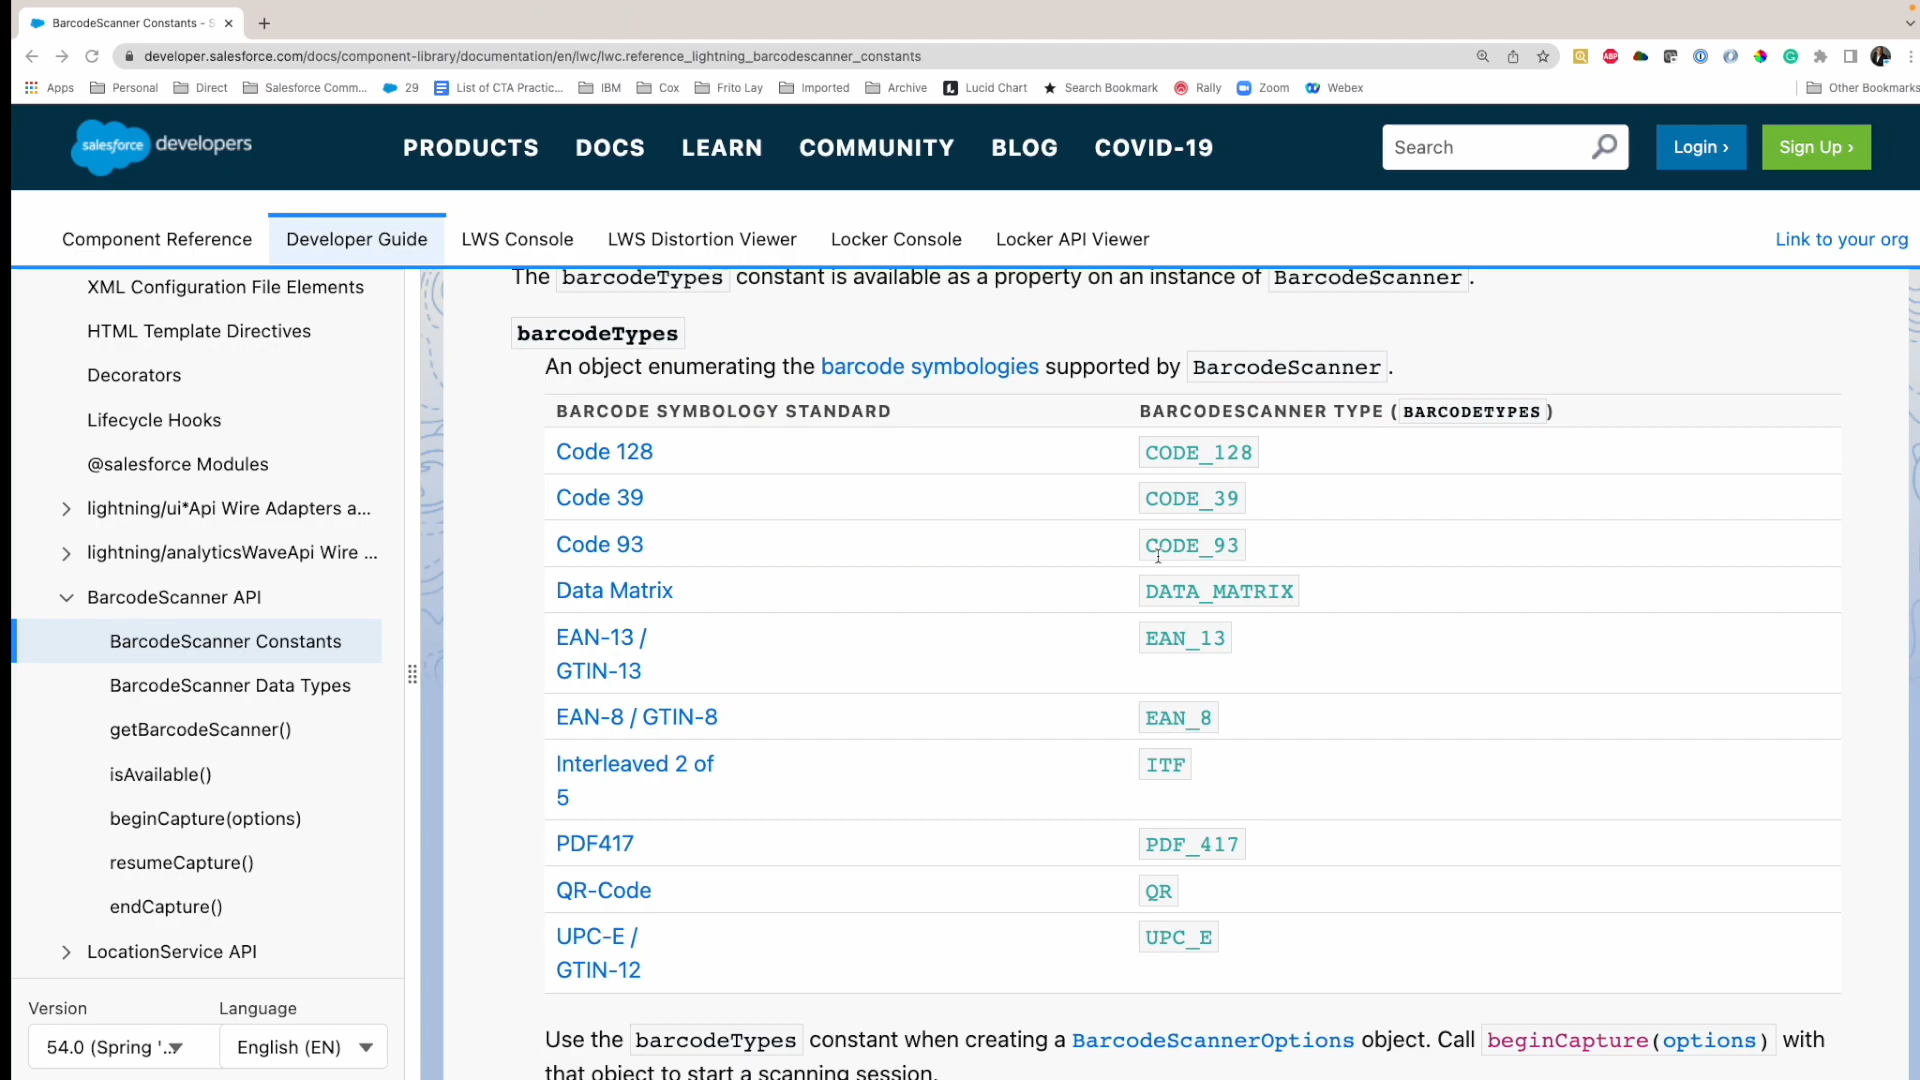 BarcodeScanner Constants - S
developer.salesforce.com/docs/component-library/documentation/en/lwc/lwc.reference_lightning_barcodescanner_constants
Apps Personal Direct Salesforce Comm... 29 List of CTA Practic... IBM Cox Frito Lay Imported Archive Lucid Chart Search Bookmark Rally Zoom Webex Other Bookmarks
salesforce developers PRODUCTS DOCS LEARN COMMUNITY BLOG COVID-19 Search Login › Sign Up ›
Component Reference Developer Guide LWS Console LWS Distortion Viewer Locker Console Locker API Viewer Link to your org
XML Configuration File Elements
HTML Template Directives
Decorators
Lifecycle Hooks
@salesforce Modules
lightning/ui*Api Wire Adapters a...
lightning/analyticsWaveApi Wire ...
BarcodeScanner API
BarcodeScanner Constants
BarcodeScanner Data Types
getBarcodeScanner()
isAvailable()
beginCapture(options)
resumeCapture()
endCapture()
LocationService API
Version Language
54.0 (Spring '... English (EN)
The barcodeTypes constant is available as a property on an instance of BarcodeScanner.
barcodeTypes
An object enumerating the barcode symbologies supported by BarcodeScanner.
BARCODE SYMBOLOGY STANDARD BARCODESCANNER TYPE (BARCODETYPES)
Code 128 CODE_128
Code 39 CODE_39
Code 93 CODE_93
Data Matrix DATA_MATRIX
EAN-13 / EAN_13
GTIN-13
EAN-8 / GTIN-8 EAN_8
Interleaved 2 of ITF
5
PDF417 PDF_417
QR-Code QR
UPC-E / UPC_E
GTIN-12
Use the barcodeTypes constant when creating a BarcodeScannerOptions object. Call beginCapture(options) with
that object to start a scanning session.